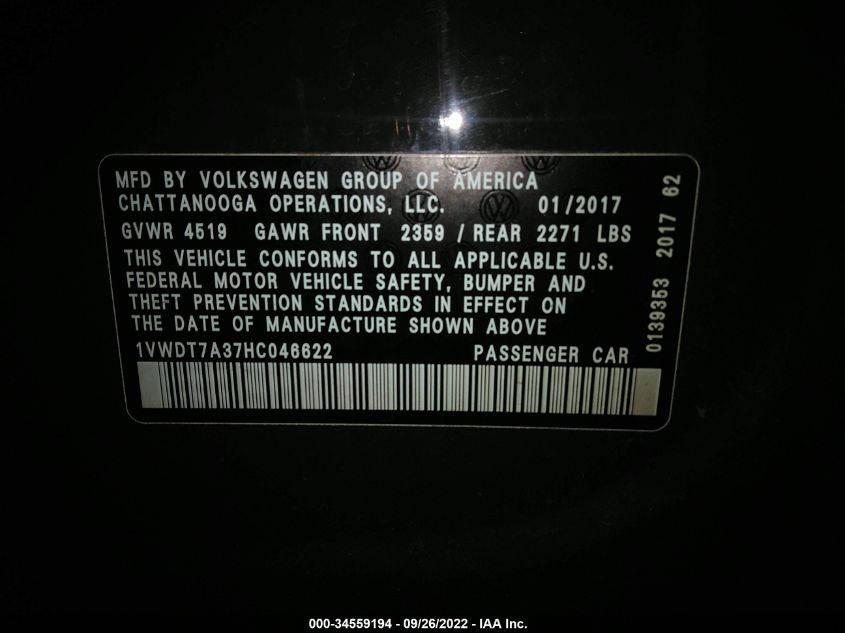 MFD BY VOLKSWAGEN GROUP OF AMERICA
CHATTANOOGA OPERATIONS, LLC. 01/2017
GVWR 4519 GAWR FRONT 2359 / REAR 2271 LBS
THIS VEHICLE CONFORMS TO ALL APPLICABLE U.S.
FEDERAL MOTOR VEHICLE SAFETY, BUMPER AND
THEFT PREVENTION STANDARDS IN EFFECT ON
THE DATE OF MANUFACTURE SHOWN ABOVE
1VWDT7A37HC046622 PASSENGER CAR
0139353 2017 62
000-34559194 - 09/26/2022 - IAA Inc.